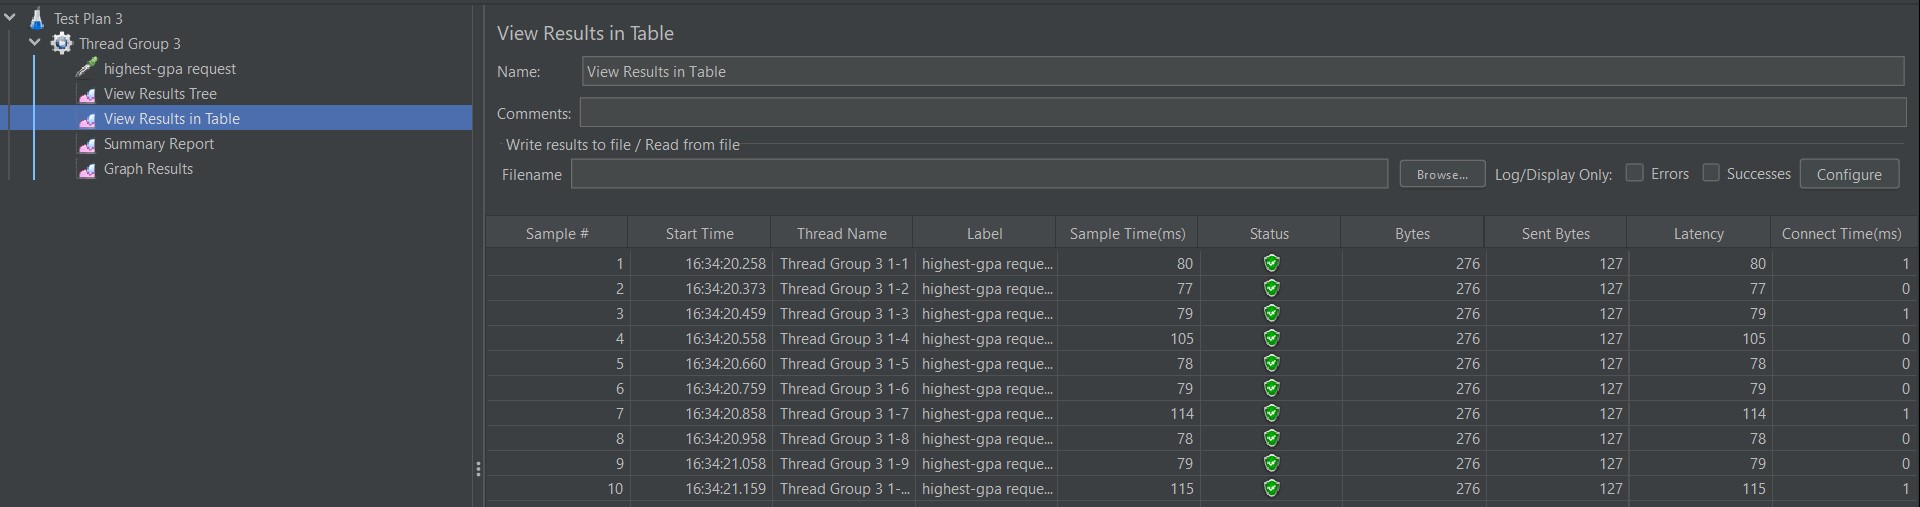 Test Plan 3
Thread Group 3
highest-gpa request
View Results Tree
View Results in Table
Summary Report
Graph Results
View Results in Table
Name: View Results in Table
Comments:
Write results to file / Read from file
Filename Browse... Log/Display Only: Errors Successes Configure
Sample # Start Time Thread Name Label Sample Time(ms) Status Bytes Sent Bytes Latency Connect Time(ms)
1 16:34:20.258 Thread Group 3 1-1 highest-gpa reque... 80 276 127 80 1
2 16:34:20.373 Thread Group 3 1-2 highest-gpa reque... 77 276 127 77 0
3 16:34:20.459 Thread Group 3 1-3 highest-gpa reque... 79 276 127 79 1
4 16:34:20.558 Thread Group 3 1-4 highest-gpa reque... 105 276 127 105 0
5 16:34:20.660 Thread Group 3 1-5 highest-gpa reque... 78 276 127 78 0
6 16:34:20.759 Thread Group 3 1-6 highest-gpa reque... 79 276 127 79 0
7 16:34:20.858 Thread Group 3 1-7 highest-gpa reque... 114 276 127 114 1
8 16:34:20.958 Thread Group 3 1-8 highest-gpa reque... 78 276 127 78 0
9 16:34:21.058 Thread Group 3 1-9 highest-gpa reque... 79 276 127 79 0
10 16:34:21.159 Thread Group 3 1-... highest-gpa reque... 115 276 127 115 1